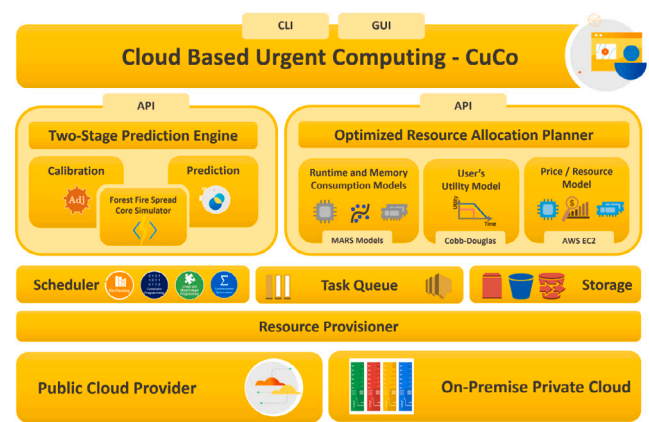 CLI
GUI
Cloud Based Urgent Computing - CuCo
API
Two-Stage Prediction Engine
Calibration
Prediction
Adj
Forest Fire Spread
Core Simulator
API
Optimized Resource Allocation Planner
Runtime and Memory
Consumption Models
MARS Models
User's
Utility Model
Utility
Time
Cobb-Douglas
Price / Resource
Model
AWS EC2
Scheduler
Task Queue
Storage
Resource Provisioner
Public Cloud Provider
On-Premise Private Cloud